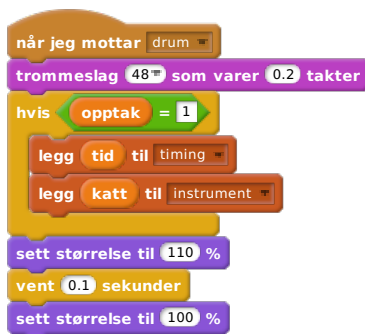 når jeg mottar drum
trommeslag 48 som varer 0.2 takter
hvis opptak = 1
legg tid til timing
legg katt til instrument
sett størrelse til 110 %
vent 0.1 sekunder
sett størrelse til 100 %